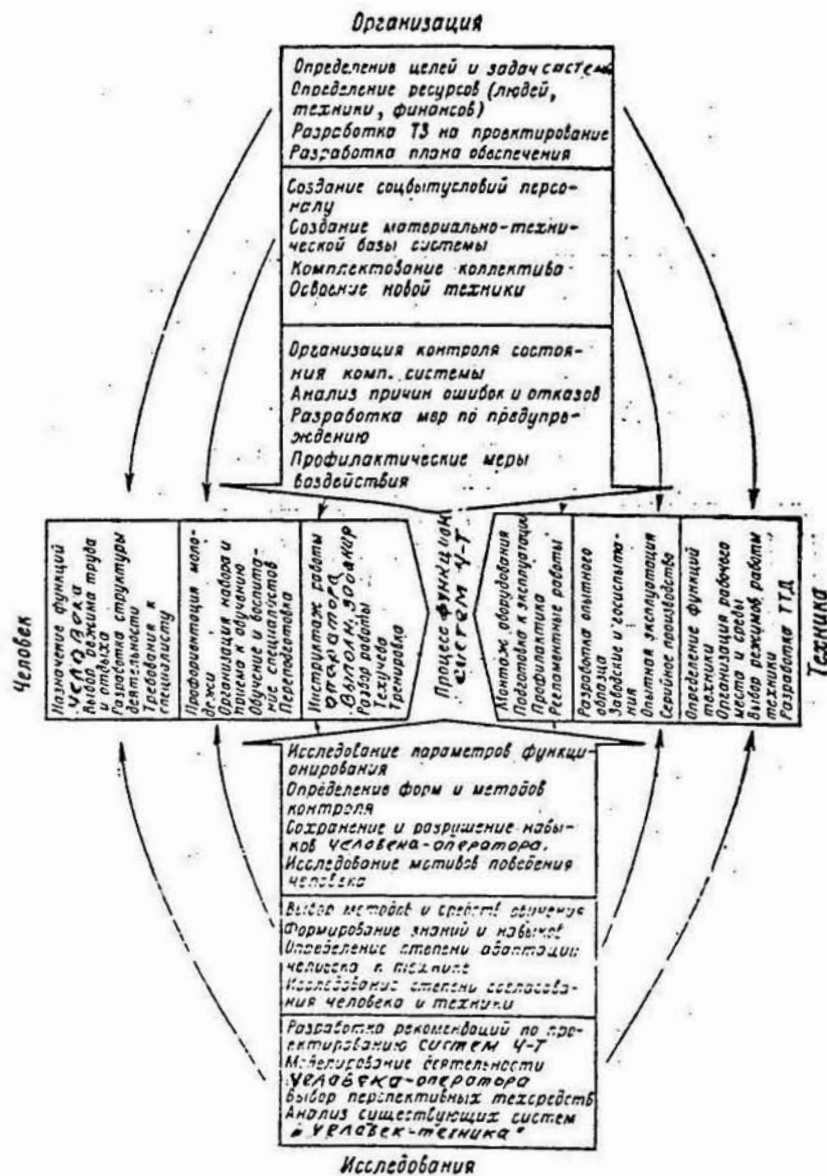 Организация
Определение целей и задач системы
Определение ресурсов (людей,
техники, финансов)
Разработка ТЗ на проектирование
Разработка плана обеспечения
Создание соцбытусловий персо-
налу
Создание материально-техни-
ческой базы системы
Комплектование коллектива
Освоение новой техники
Организация контроля состоя-
ния комп. системы
Анализ причин ошибок и отказов
Разработка мер по предупре-
ждению
Профилактические меры
воздействия
Человек
Назначение функций
человека
Выбор режима труда
и отдыха
Разработка структуры
деятельности
Требования к
специалисту
Профориентация моло-
дежи
Организация набора и
приема к обучению
Обучение и воспита-
ние специалистов
Переподготовка
Инструктаж работы
оператора
Выполн. задания
Разбор работы
Техучеба
Тренировка
Процесс функцион
систем Ч-Т
Монтаж оборудования
Подготовка к эксплуатации
Профилактика
Регламентные работы
Разработка опытного
образца
Заводские и госиспыта-
ния
Опытная эксплуатация
Серийное производство
Определение функций
техники
Организация рабочего
места и среды
Выбор режимов работы
техники
Разработка ТТД
Техника
Исследование параметров функци-
онирования
Определение форм и методов
контроля
Сохранение и разрушение навы-
ков человека-оператора.
Исследование мотивов поведения
человека
Выбор методов и средств обучения
Формирование знаний и навыков
Определение степени адаптации
человека к технике
Исследование степени согласова-
ния человека и техники
Разработка рекомендаций по про-
ектированию систем Ч-Т
Моделирование деятельности
человека-оператора
Выбор перспективных техсредств
Анализ существующих систем
"человек-техника"
Исследования